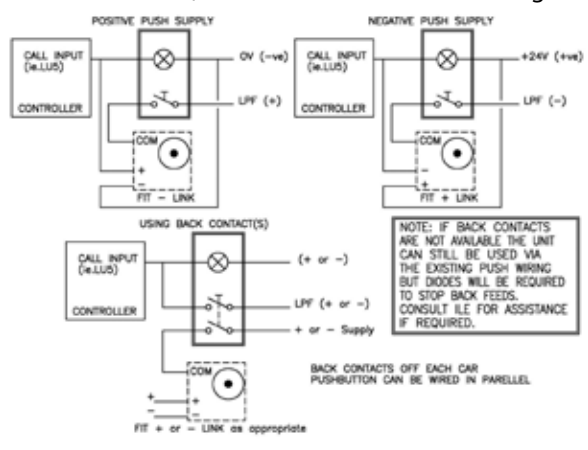 POSITIVE PUSH SUPPLY
CALL INPUT
(ie.LU5)
CONTROLLER
0V (-ve)
LPF (+)
COM
+
-
FIT - LINK
NEGATIVE PUSH SUPPLY
CALL INPUT
(ie.LU5)
CONTROLLER
+24V (+ve)
LPF (-)
COM
-
+
FIT + LINK
USING BACK CONTACT(S)
CALL INPUT
(ie.LU5)
CONTROLLER
(+ or -)
LPF (+ or -)
+ or - Supply
COM
+ +
- -
FIT + or - LINK as appropriate
NOTE: IF BACK CONTACTS
ARE NOT AVAILABLE THE UNIT
CAN STILL BE USED VIA
THE EXISTING PUSH WIRING
BUT DIODES WILL BE REQUIRED
TO STOP BACK FEEDS.
CONSULT ILE FOR ASSISTANCE
IF REQUIRED.
BACK CONTACTS OFF EACH CAR
PUSHBUTTON CAN BE WIRED IN PARELLEL